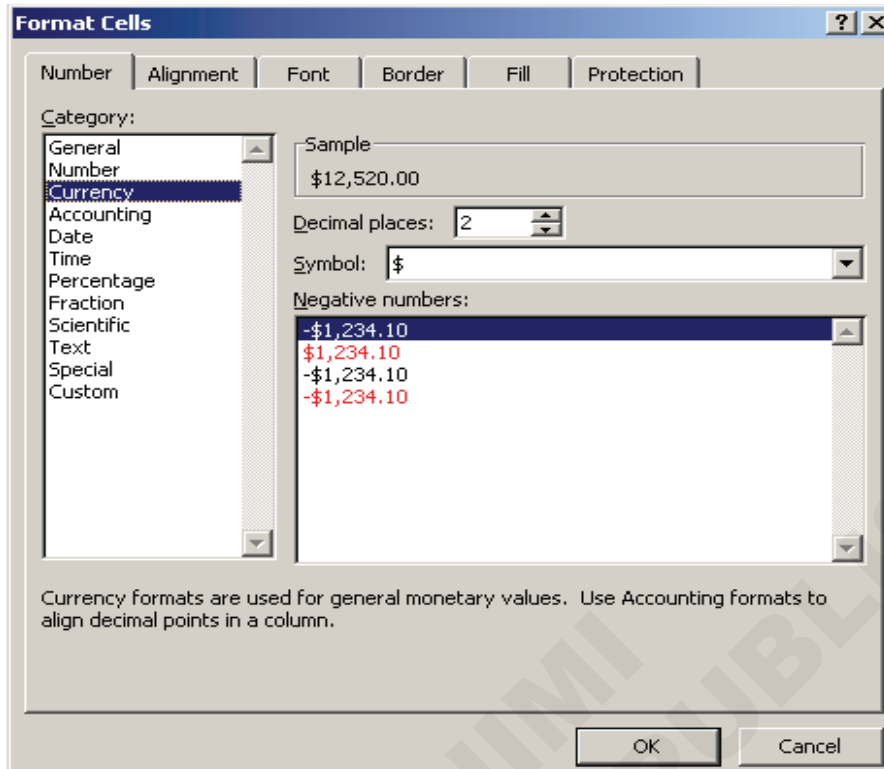 Format Cells
Number Alignment Font Border Fill Protection
Category:
General
Number
Currency
Accounting
Date
Time
Percentage
Fraction
Scientific
Text
Special
Custom
Sample
$12,520.00
Decimal places: 2
Symbol: $
Negative numbers:
-$1,234.10
$1,234.10
-$1,234.10
-$1,234.10
Currency formats are used for general monetary values. Use Accounting formats to
align decimal points in a column.
OK Cancel